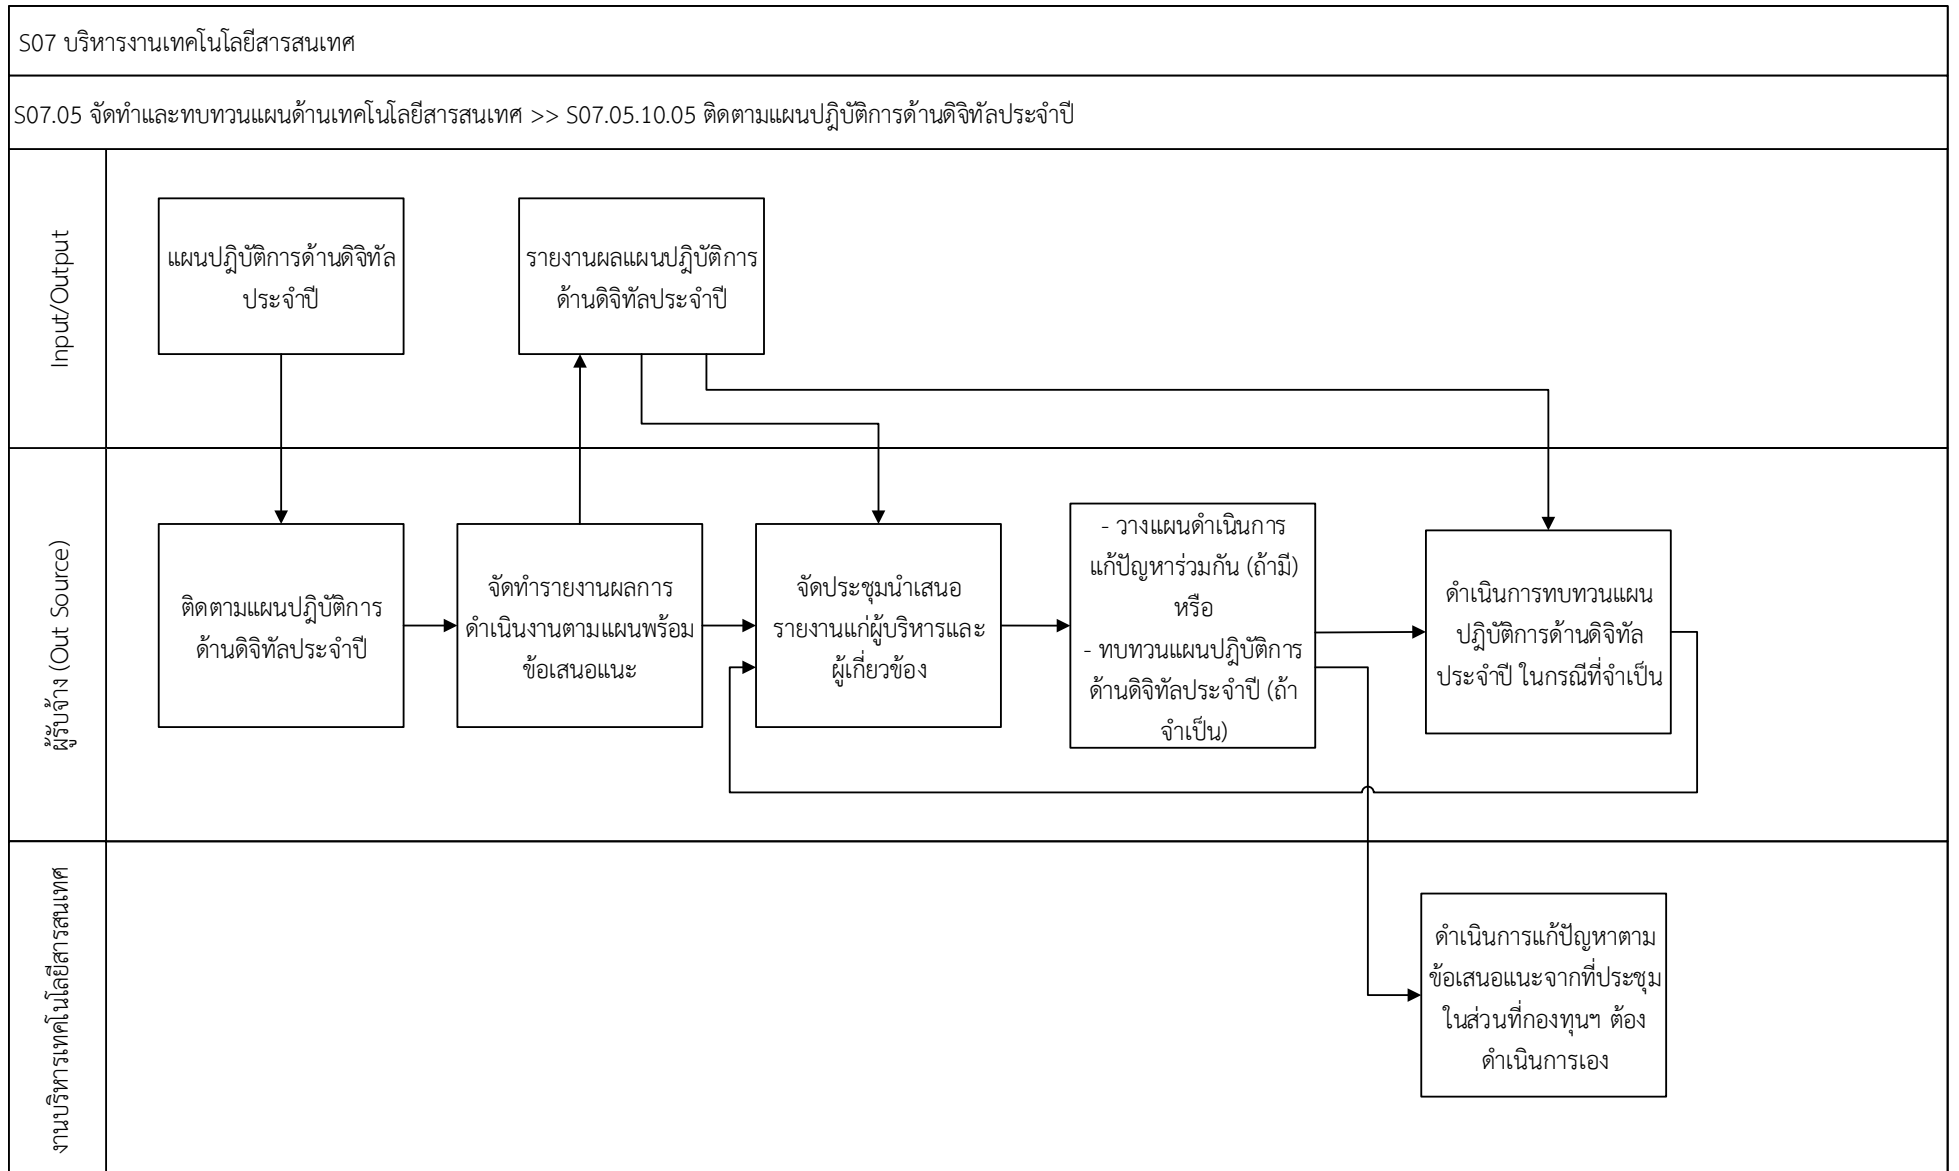 S07 บริหารงานเทคโนโลยีสารสนเทศ
S07.05 จัดทำและทบทวนแผนด้านเทคโนโลยีสารสนเทศ >> S07.05.10.05 ติดตามแผนปฏิบัติการด้านดิจิทัลประจำปี
Input/Output
แผนปฏิบัติการด้านดิจิทัล
ประจำปี
รายงานผลแผนปฏิบัติการ
ด้านดิจิทัลประจำปี
ผู้รับจ้าง (Out Source)
ติดตามแผนปฏิบัติการ
ด้านดิจิทัลประจำปี
จัดทำรายงานผลการ
ดำเนินงานตามแผนพร้อม
ข้อเสนอแนะ
จัดประชุมนำเสนอ
รายงานแก่ผู้บริหารและ
ผู้เกี่ยวข้อง
- วางแผนดำเนินการ
แก้ปัญหาร่วมกัน (ถ้ามี)
หรือ
- ทบทวนแผนปฏิบัติการ
ด้านดิจิทัลประจำปี (ถ้า
จำเป็น)
ดำเนินการทบทวนแผน
ปฏิบัติการด้านดิจิทัล
ประจำปี ในกรณีที่จำเป็น
งานบริหารเทคโนโลยีสารสนเทศ
ดำเนินการแก้ปัญหาตาม
ข้อเสนอแนะจากที่ประชุม
ในส่วนที่กองทุนฯ ต้อง
ดำเนินการเอง